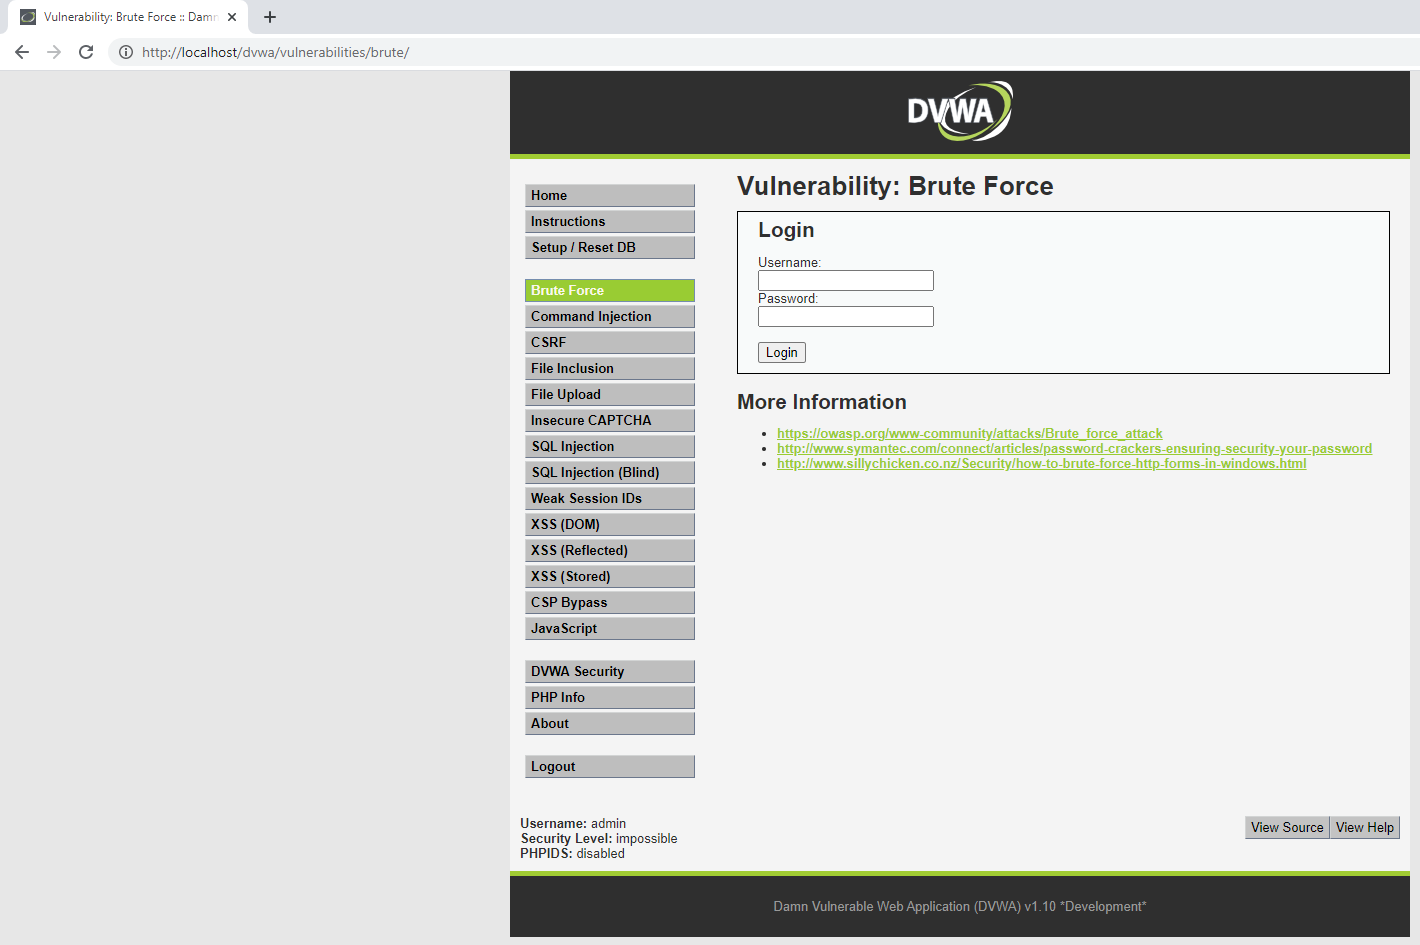 Vulnerability: Brute Force :: Damn
http://localhost/dvwa/vulnerabilities/brute/
DVWA
Home
Instructions
Setup / Reset DB
Brute Force
Command Injection
CSRF
File Inclusion
File Upload
Insecure CAPTCHA
SQL Injection
SQL Injection (Blind)
Weak Session IDs
XSS (DOM)
XSS (Reflected)
XSS (Stored)
CSP Bypass
JavaScript
DVWA Security
PHP Info
About
Logout
Vulnerability: Brute Force
Login
Username:
Password:
Login
More Information
https://owasp.org/www-community/attacks/Brute_force_attack
http://www.symantec.com/connect/articles/password-crackers-ensuring-security-your-password
http://www.sillychicken.co.nz/Security/how-to-brute-force-http-forms-in-windows.html
Username: admin
Security Level: impossible
PHPIDS: disabled
View Source View Help
Damn Vulnerable Web Application (DVWA) v1.10 *Development*